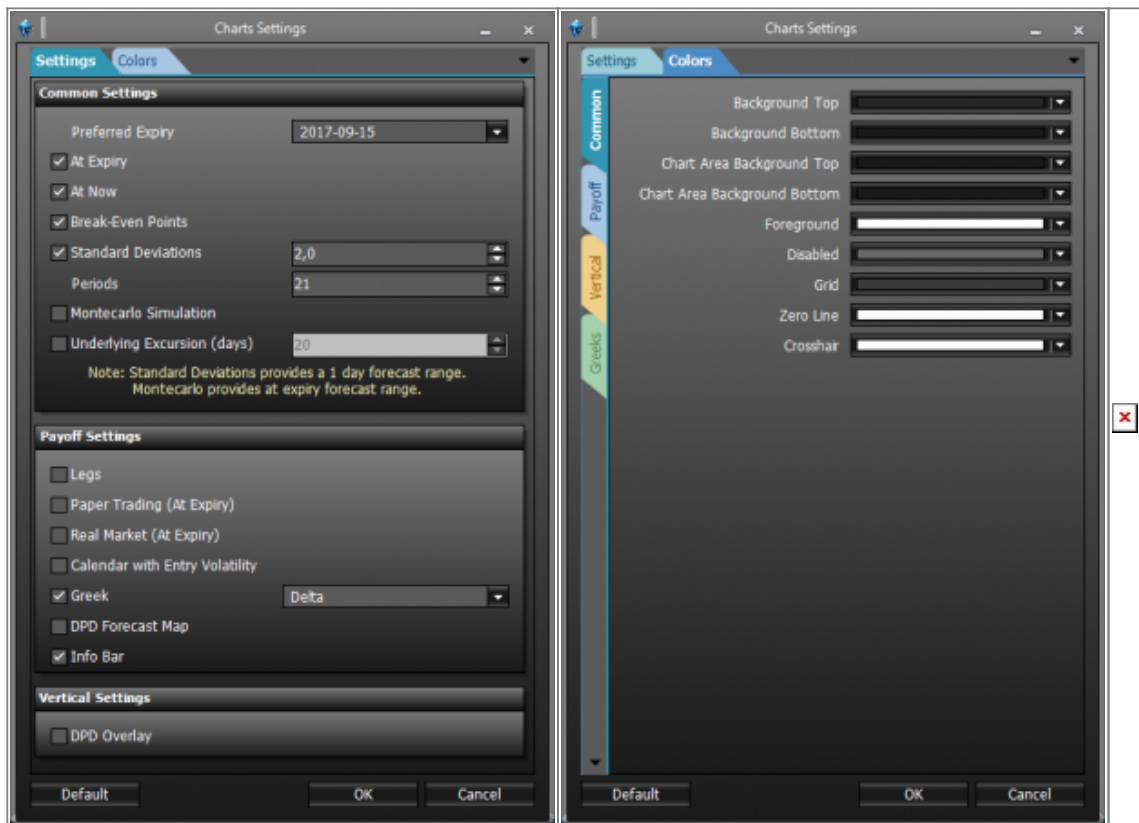 Charts Settings
Settings Colors
Common Settings
Preferred Expiry 2017-09-15
At Expiry
At Now
Break-Even Points
Standard Deviations 2,0
Periods 21
Montecarlo Simulation
Underlying Excursion (days) 20
Note: Standard Deviations provides a 1 day forecast range.
Montecarlo provides at expiry forecast range.
Payoff Settings
Legs
Paper Trading (At Expiry)
Real Market (At Expiry)
Calendar with Entry Volatility
Greek Delta
DPD Forecast Map
Info Bar
Vertical Settings
DPD Overlay
Default OK Cancel
Charts Settings
Settings Colors
Common
Payoff
Vertical
Greeks
Background Top
Background Bottom
Chart Area Background Top
Chart Area Background Bottom
Foreground
Disabled
Grid
Zero Line
Crosshair
Default OK Cancel